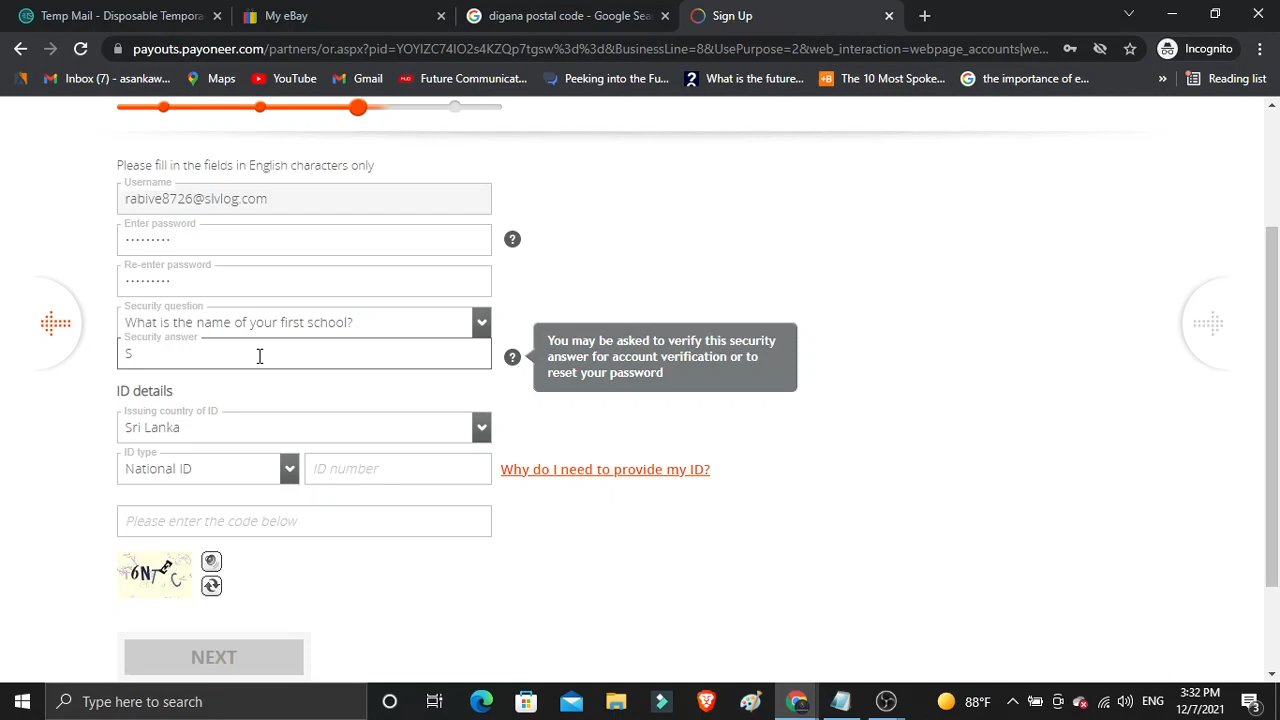 Temp Mail - Disposable Tempora
My eBay
digana postal code - Google Sea
Sign Up
payouts.payoneer.com/partners/or.aspx?pid=YOYIZC74IO2s4KZQp7tgsw%3d%3d&BusinessLine=8&UsePurpose=2&web_interaction=webpage_accounts|we...
Incognito
Inbox (7) - asankaw...
Maps
YouTube
Gmail
Future Communicat...
Peeking into the Fu...
What is the future...
The 10 Most Spoke...
the importance of e...
»
Reading list
Please fill in the fields in English characters only
Username
rabive8726@slvlog.com
Enter password
Re-enter password
Security question
What is the name of your first school?
Security answer
S
You may be asked to verify this security
answer for account verification or to
reset your password
ID details
Issuing country of ID
Sri Lanka
ID type
National ID
ID number
Why do I need to provide my ID?
Please enter the code below
6NTEC
NEXT
Type here to search
88°F
ENG
3:32 PM
12/7/2021
3